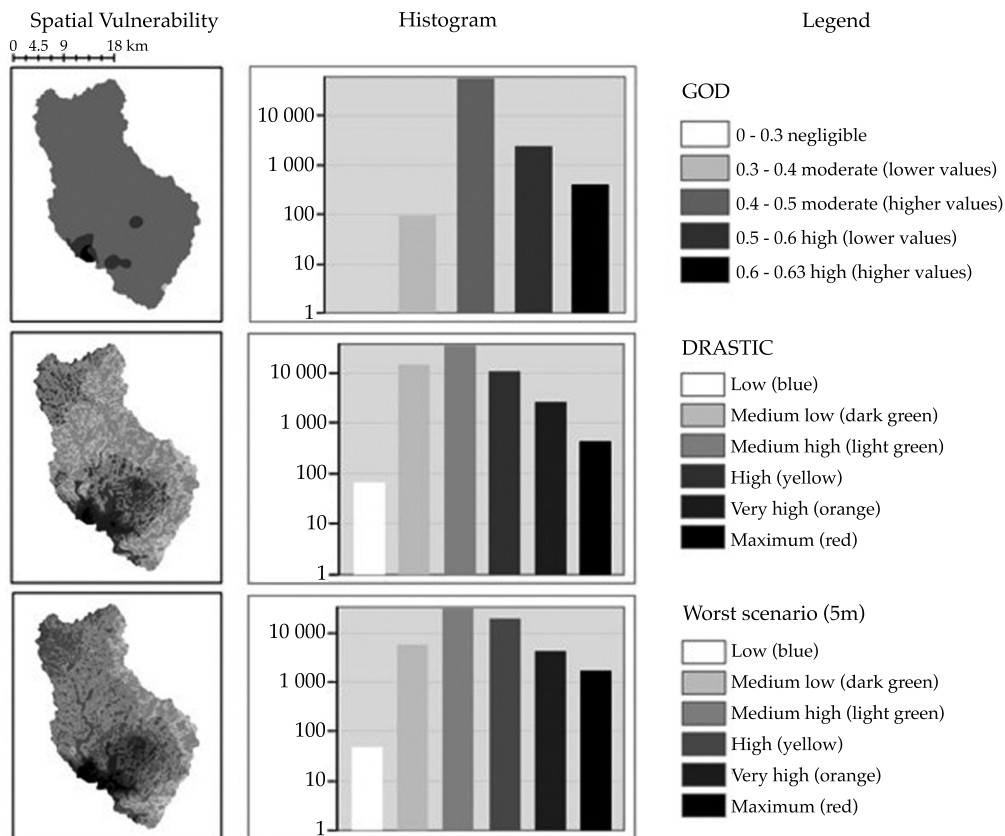 Spatial Vulnerability
Histogram
Legend
0 4.5 9 18 km
10 000
1 000
100
10
1
GOD
0 - 0.3 negligible
0.3 - 0.4 moderate (lower values)
0.4 - 0.5 moderate (higher values)
0.5 - 0.6 high (lower values)
0.6 - 0.63 high (higher values)
10 000
1 000
100
10
1
DRASTIC
Low (blue)
Medium low (dark green)
Medium high (light green)
High (yellow)
Very high (orange)
Maximum (red)
10 000
1 000
100
10
1
Worst scenario (5m)
Low (blue)
Medium low (dark green)
Medium high (light green)
High (yellow)
Very high (orange)
Maximum (red)